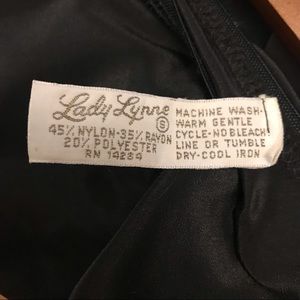 Lady Lynne
S
45% NYLON-35% RAYON
20% POLYESTER
RN 14284
MACHINE WASH-
WARM GENTLE
CYCLE-NO BLEACH
LINE OR TUMBLE
DRY-COOL IRON